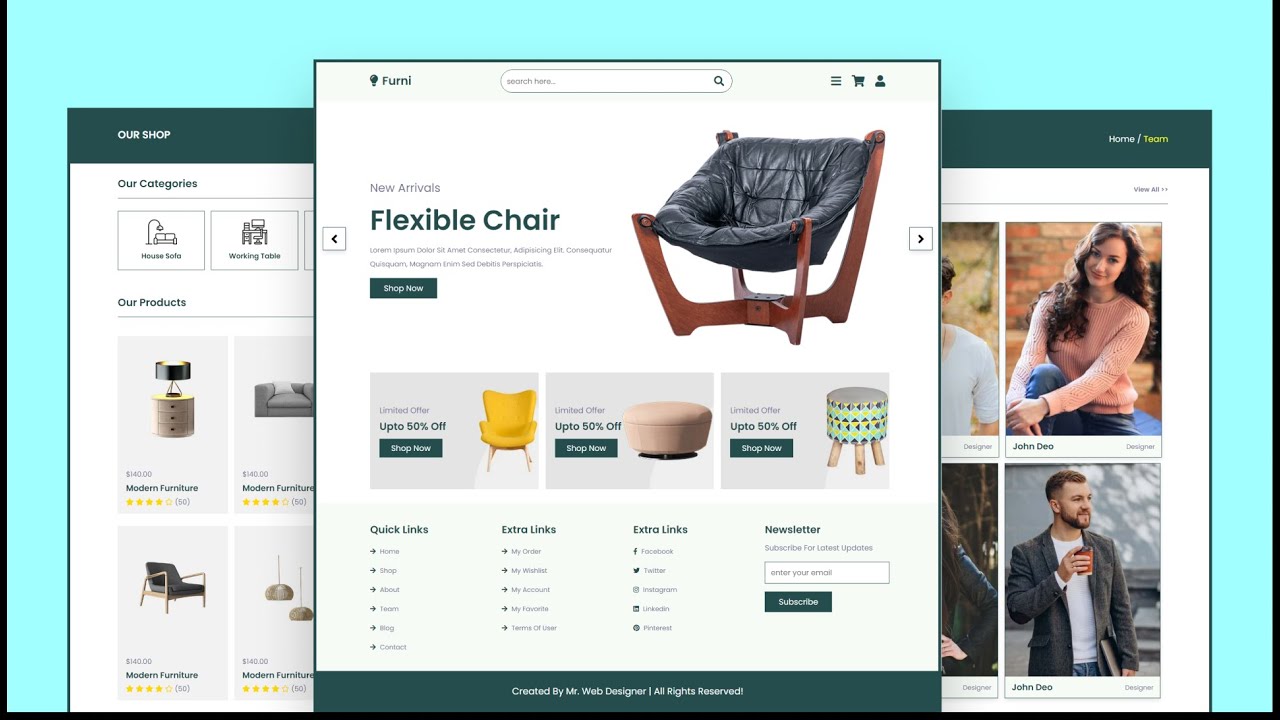 Furni
search here...
New Arrivals
Flexible Chair
Lorem Ipsum Dolor Sit Amet Consectetur, Adipisicing Elit. Consequatur
Quisquam, Magnam Enim Sed Debitis Perspiciatis.
Shop Now
Limited Offer
Upto 50% Off
Shop Now
Limited Offer
Upto 50% Off
Shop Now
Limited Offer
Upto 50% Off
Shop Now
Quick Links
Home
Shop
About
Team
Blog
Contact
Extra Links
My Order
My Wishlist
My Account
My Favorite
Terms Of User
Extra Links
Facebook
Twitter
Instagram
Linkedin
Pinterest
Newsletter
Subscribe For Latest Updates
enter your email
Subscribe
Created By Mr. Web Designer | All Rights Reserved!
OUR SHOP
Our Categories
House Sofa
Working Table
Our Products
$140.00
Modern Furniture
(50)
$140.00
Modern Furniture
(50)
$140.00
Modern Furniture
(50)
$140.00
Modern Furniture
(50)
Home / Team
View All >>
Designer
John Deo
Designer
Designer
John Deo
Designer